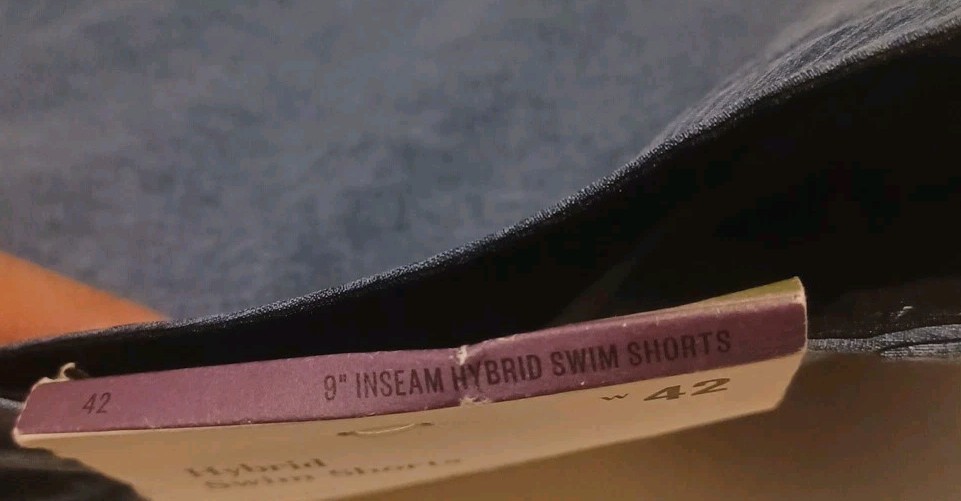 42 9" INSEAM HYBRID SWIM SHORTS
W 42
Hybrid
Swim Shorts